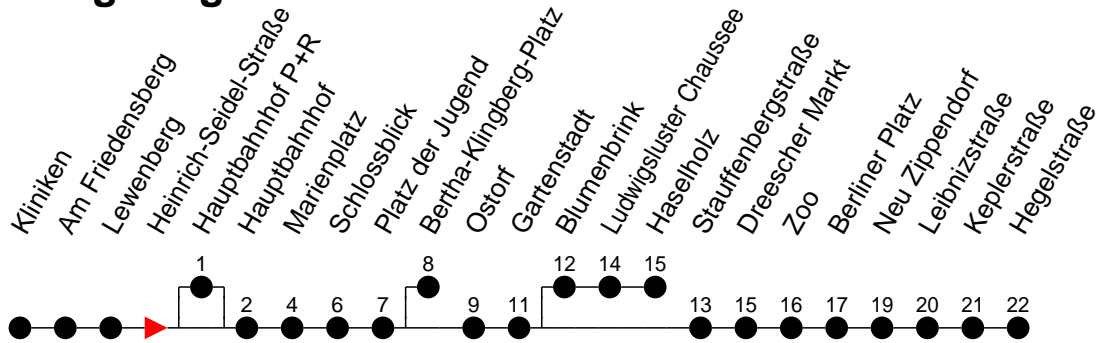 Kliniken
Am Friedensberg
Lewenberg
Heinrich-Seidel-Straße
Hauptbahnhof P+R
Hauptbahnhof
Marienplatz
Schlossblick
Platz der Jugend
Bertha-Klingberg-Platz
Ostorf
Gartenstadt
Blumenbrink
Ludwigsluster Chaussee
Haselholz
Stauffenbergstraße
Dreescher Markt
Zoo
Berliner Platz
Neu Zippendorf
Leibnizstraße
Keplerstraße
Hegelstraße
1 8 12 14 15
2 4 6 7 9 11 13 15 16 17 19 20 21 22